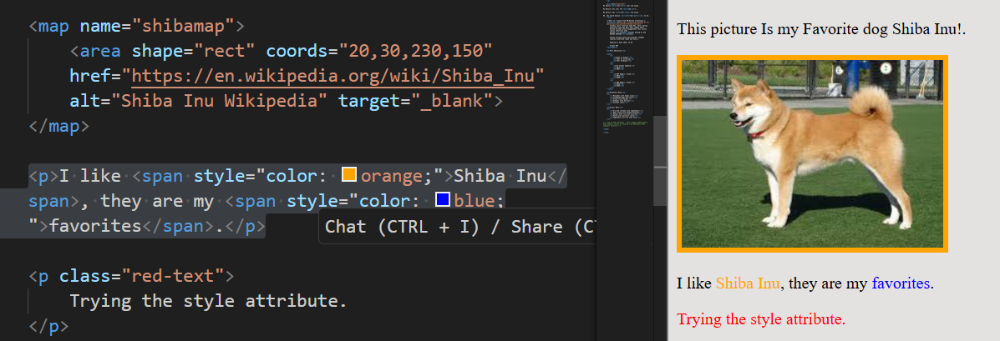 <map name="shibamap">
<area shape="rect" coords="20,30,230,150"
href="https://en.wikipedia.org/wiki/Shiba_Inu"
alt="Shiba Inu Wikipedia" target="_blank">
</map>
<p>I like <span style="color: orange;">Shiba Inu</
span>, they are my <span style="color: blue;
">favorites</span>.</p>
Chat (CTRL + I) / Share (CT
<p class="red-text">
Trying the style attribute.
</p>
This picture Is my Favorite dog Shiba Inu!.
I like Shiba Inu, they are my favorites.
Trying the style attribute.